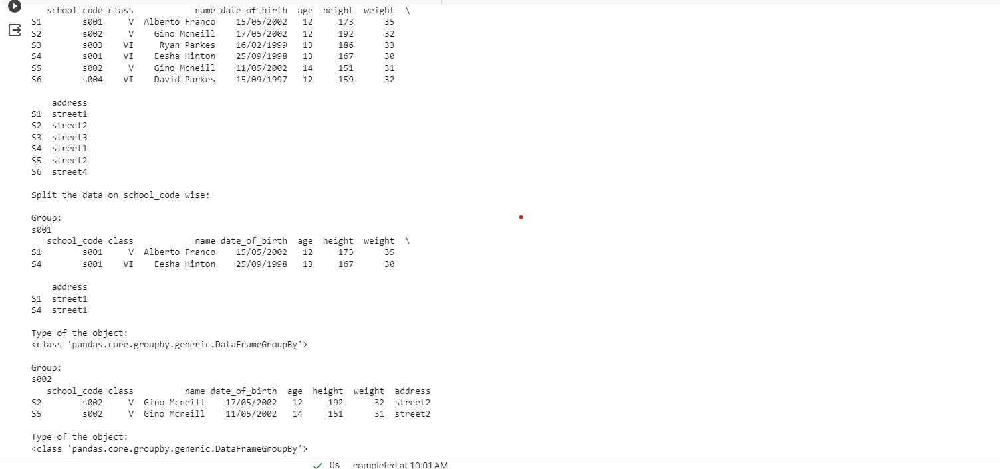 school_code class            name date_of_birth  age  height  weight  \
S1        s001     V  Alberto Franco    15/05/2002   12     173      35
S2        s002     V    Gino Mcneill    17/05/2002   12     192      32
S3        s003    VI     Ryan Parkes    16/02/1999   13     186      33
S4        s001    VI    Eesha Hinton    25/09/1998   13     167      30
S5        s002     V    Gino Mcneill    11/05/2002   14     151      31
S6        s004    VI    David Parkes    15/09/1997   12     159      32
    address
S1  street1
S2  street2
S3  street3
S4  street1
S5  street2
S6  street4
Split the data on school_code wise:
Group:
s001
   school_code class            name date_of_birth  age  height  weight  \
S1        s001     V  Alberto Franco    15/05/2002   12     173      35
S4        s001    VI    Eesha Hinton    25/09/1998   13     167      30
    address
S1  street1
S4  street1
Type of the object:
<class 'pandas.core.groupby.generic.DataFrameGroupBy'>
Group:
s002
   school_code class          name date_of_birth  age  height  weight  address
S2        s002     V  Gino Mcneill    17/05/2002   12     192      32  street2
S5        s002     V  Gino Mcneill    11/05/2002   14     151      31  street2
Type of the object:
<class 'pandas.core.groupby.generic.DataFrameGroupBy'>
0s completed at 10:01 AM